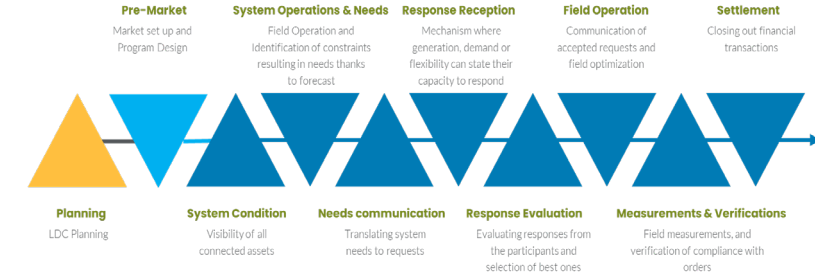 Pre-Market
Market set up and
Program Design
System Operations & Needs
Field Operation and
Identification of constraints
resulting in needs thanks
to forecast
Response Reception
Mechanism where
generation, demand or
flexibility can state their
capacity to respond
Field Operation
Communication of
accepted requests and
field optimization
Settlement
Closing out financial
transactions
Planning
LDC Planning
System Condition
Visibility of all
connected assets
Needs communication
Translating system
needs to requests
Response Evaluation
Evaluating responses from
the participants and
selection of best ones
Measurements & Verifications
Field measurements, and
verification of compliance with
orders